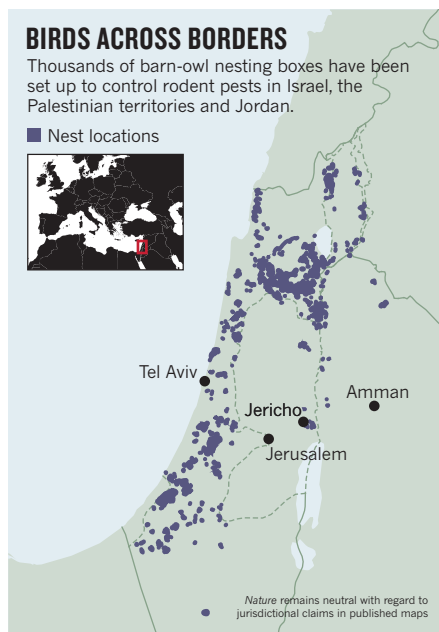 BIRDS ACROSS BORDERS
Thousands of barn-owl nesting boxes have been
set up to control rodent pests in Israel, the
Palestinian territories and Jordan.
Nest locations
Tel Aviv
Amman
Jericho
Jerusalem
Nature remains neutral with regard to
jurisdictional claims in published maps